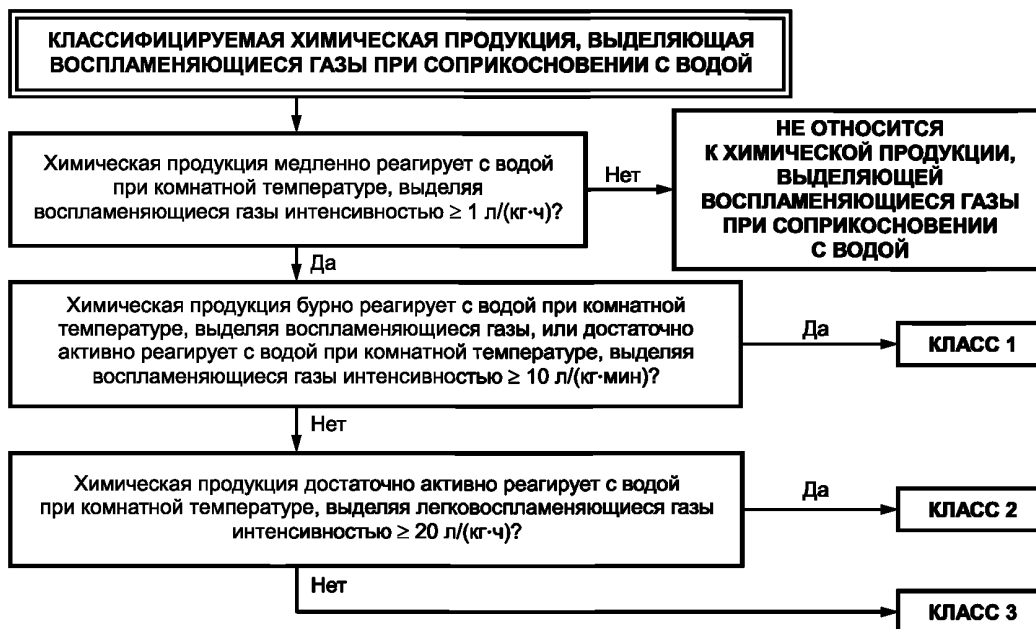 КЛАССИФИЦИРУЕМАЯ ХИМИЧЕСКАЯ ПРОДУКЦИЯ, ВЫДЕЛЯЮЩАЯ
ВОСПЛАМЕНЯЮЩИЕСЯ ГАЗЫ ПРИ СОПРИКОСНОВЕНИИ С ВОДОЙ
Химическая продукция медленно реагирует с водой
при комнатной температуре, выделяя
воспламеняющиеся газы интенсивностью ≥ 1 л/(кг·ч)?
Нет
НЕ ОТНОСИТСЯ
К ХИМИЧЕСКОЙ ПРОДУКЦИИ,
ВЫДЕЛЯЮЩЕЙ
ВОСПЛАМЕНЯЮЩИЕСЯ ГАЗЫ
ПРИ СОПРИКОСНОВЕНИИ
С ВОДОЙ
Да
Химическая продукция бурно реагирует с водой при комнатной
температуре, выделяя воспламеняющиеся газы, или достаточно
активно реагирует с водой при комнатной температуре, выделяя
воспламеняющиеся газы интенсивностью ≥ 10 л/(кг·мин)?
Да
КЛАСС 1
Нет
Химическая продукция достаточно активно реагирует с водой
при комнатной температуре, выделяя легковоспламеняющиеся газы
интенсивностью ≥ 20 л/(кг·ч)?
Да
КЛАСС 2
Нет
КЛАСС 3